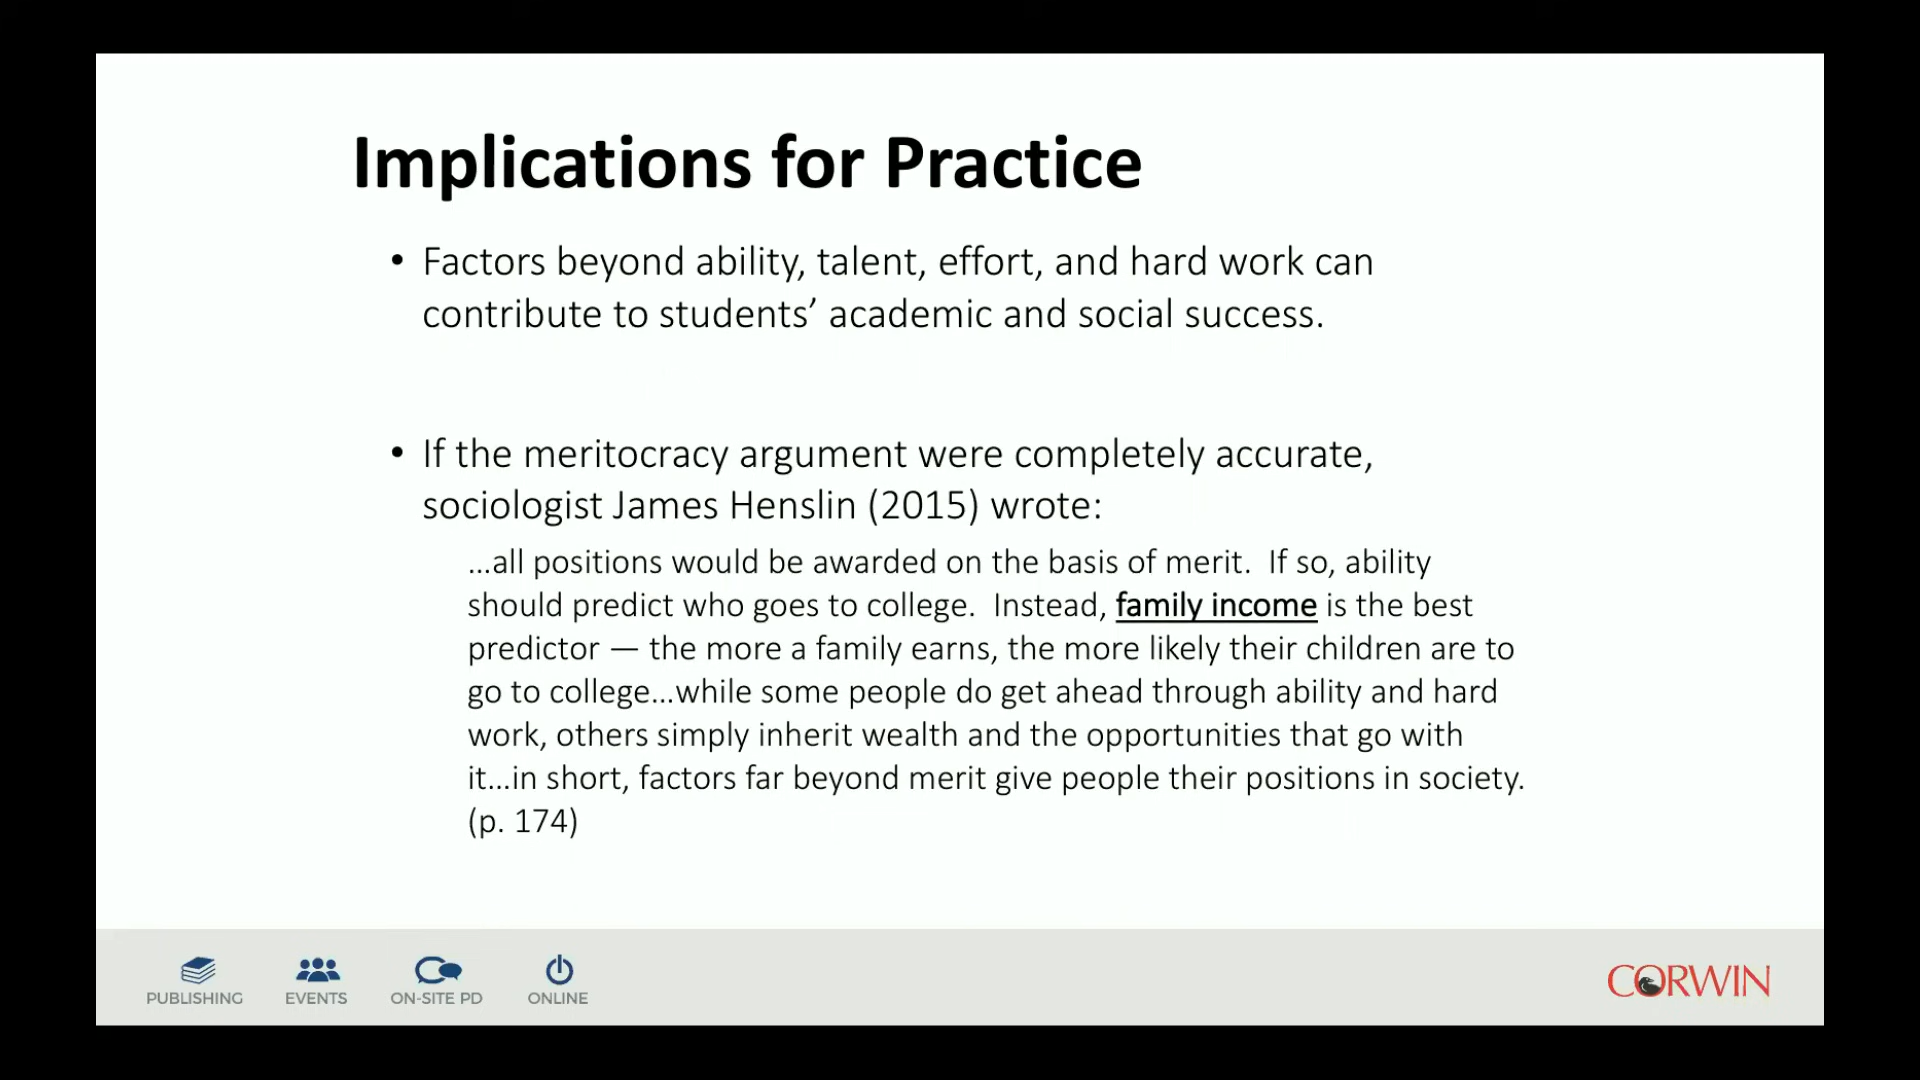 Implications for Practice
• Factors beyond ability, talent, effort, and hard work can
contribute to students’ academic and social success.
• If the meritocracy argument were completely accurate,
sociologist James Henslin (2015) wrote:
…all positions would be awarded on the basis of merit.  If so, ability
should predict who goes to college.  Instead, family income is the best
predictor — the more a family earns, the more likely their children are to
go to college…while some people do get ahead through ability and hard
work, others simply inherit wealth and the opportunities that go with
it…in short, factors far beyond merit give people their positions in society.
(p. 174)
PUBLISHING EVENTS ON-SITE PD ONLINE
CORWIN